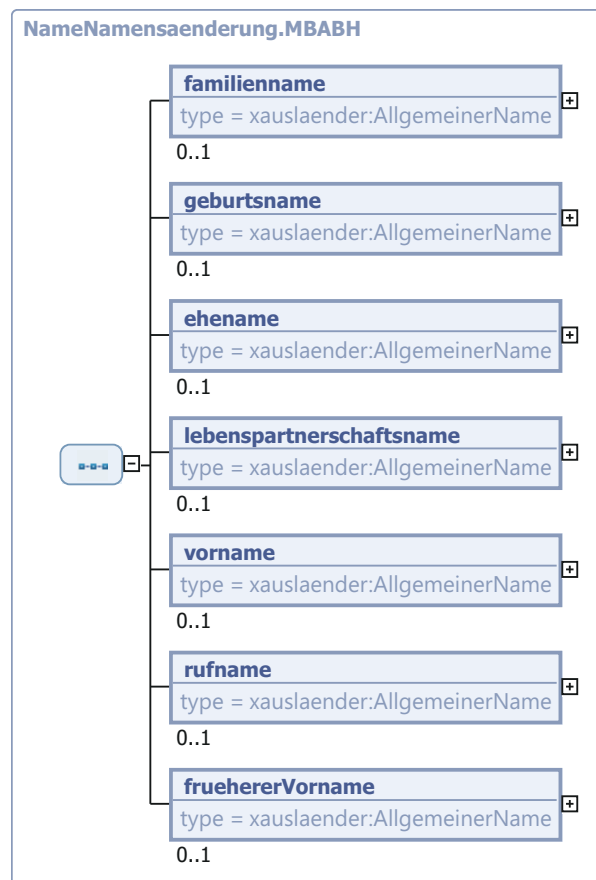 NameNamensaenderung.MBABH
familienname
type = xauslaender:AllgemeinerName
0..1
geburtsname
type = xauslaender:AllgemeinerName
0..1
ehename
type = xauslaender:AllgemeinerName
0..1
lebenspartnerschaftsname
type = xauslaender:AllgemeinerName
0..1
vorname
type = xauslaender:AllgemeinerName
0..1
rufname
type = xauslaender:AllgemeinerName
0..1
fruehererVorname
type = xauslaender:AllgemeinerName
0..1